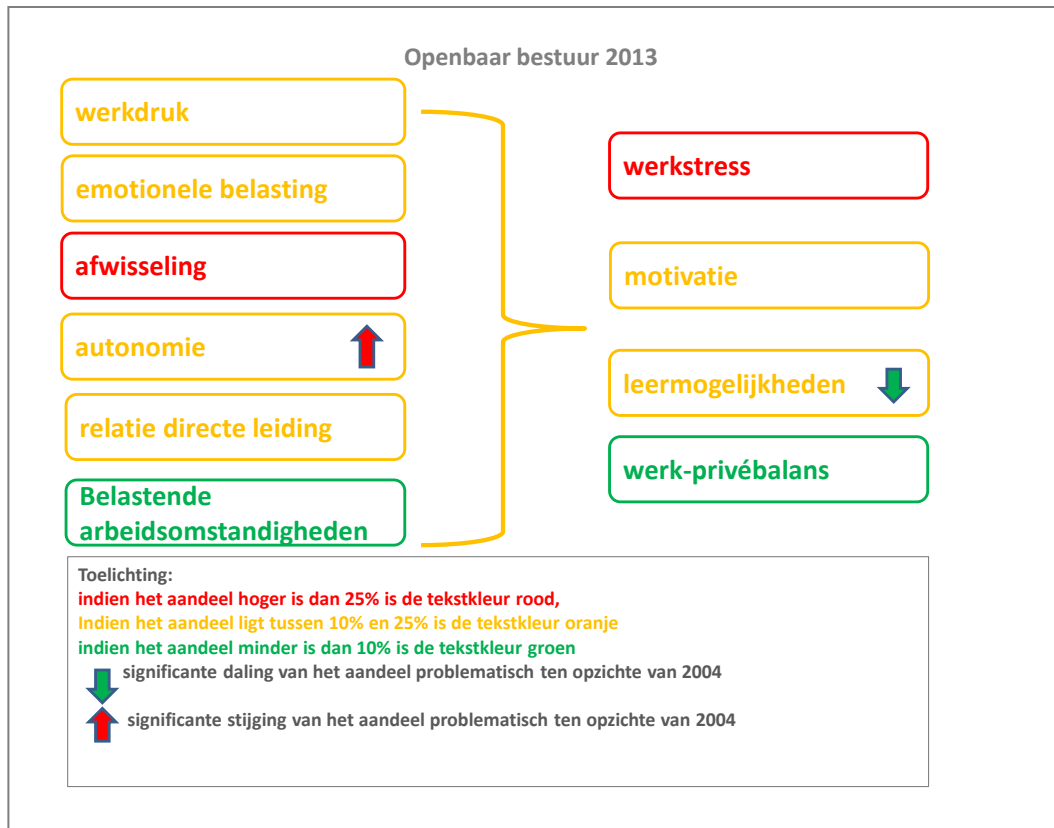 Openbaar bestuur 2013
werkdruk
emotionele belasting
afwisseling
autonomie
relatie directe leiding
Belastende
arbeidsomstandigheden
werkstress
motivatie
leermogelijkheden
werk-privébalans
Toelichting:
indien het aandeel hoger is dan 25% is de tekstkleur rood,
Indien het aandeel ligt tussen 10% en 25% is de tekstkleur oranje
indien het aandeel minder is dan 10% is de tekstkleur groen
significante daling van het aandeel problematisch ten opzichte van 2004
significante stijging van het aandeel problematisch ten opzichte van 2004